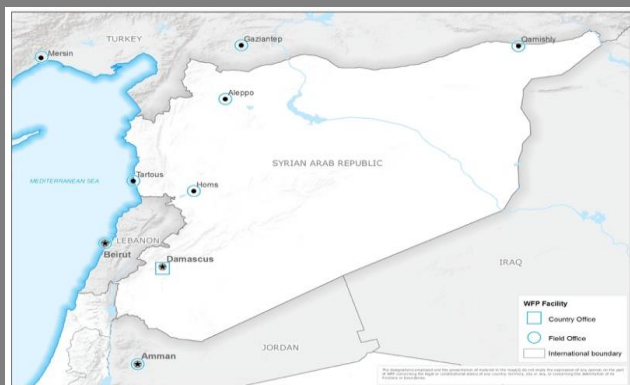 TURKEY
Mersin
Gaziantep
Qamishly
Aleppo
SYRIAN ARAB REPUBLIC
MEDITERRANEAN SEA
Tartous
Homs
LEBANON
Beirut
Damascus
IRAQ
JORDAN
Amman
WFP Facility
Country Office
Field Office
International boundary